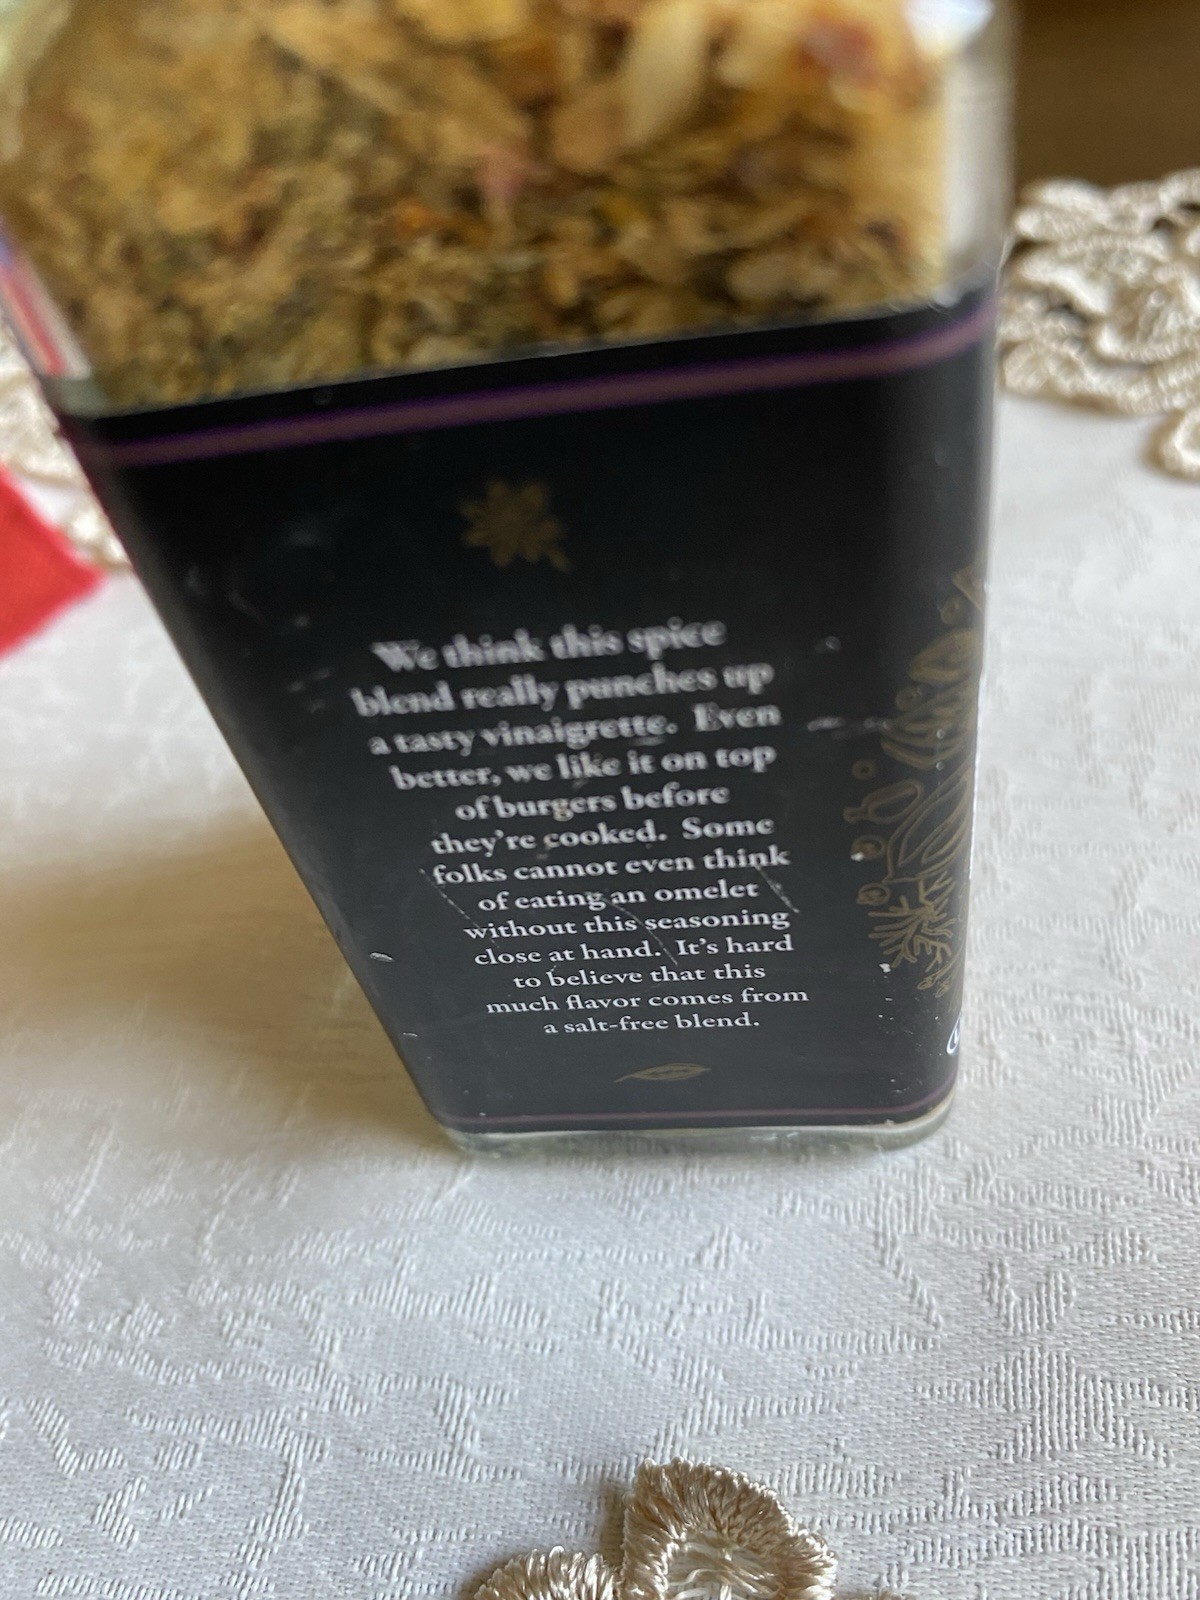 We think this spice
blend really punches up
a tasty vinaigrette. Even
better, we like it on top
of burgers before
they're cooked. Some
folks cannot even think
of eating an omelet
without this seasoning
close at hand. It's hard
to believe that this
much flavor comes from
a salt-free blend.